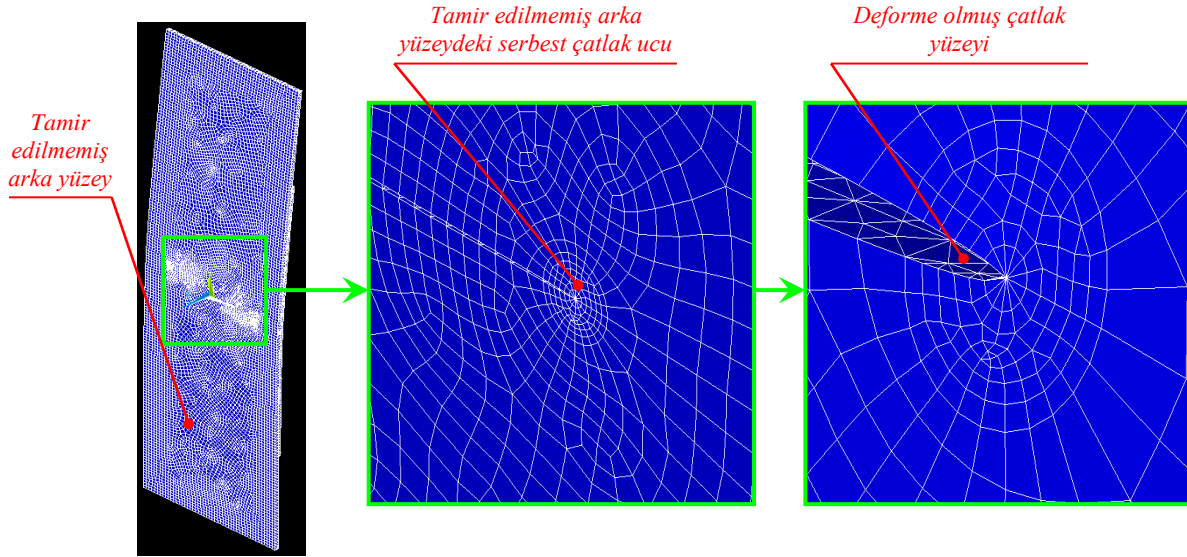 Tamir
edilmemiş
arka yüzey
Tamir edilmemiş arka
yüzeydeki serbest çatlak ucu
Deforme olmuş çatlak
yüzeyi